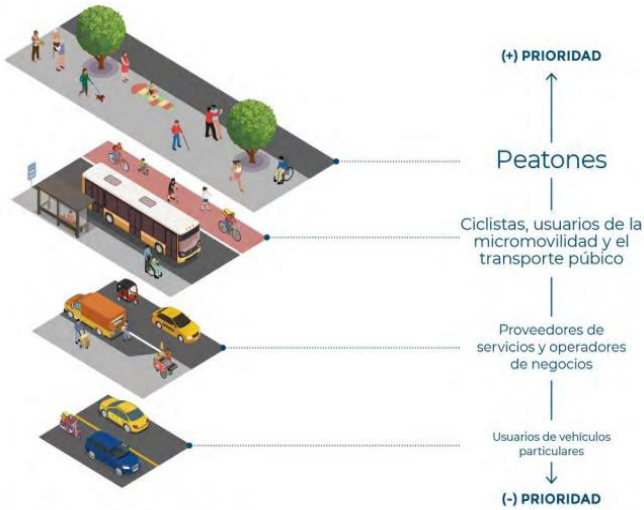 (+) PRIORIDAD
Peatones
Ciclistas, usuarios de la
micromovilidad y el
transporte púbico
Proveedores de
servicios y operadores
de negocios
Usuarios de vehículos
particulares
(-) PRIORIDAD